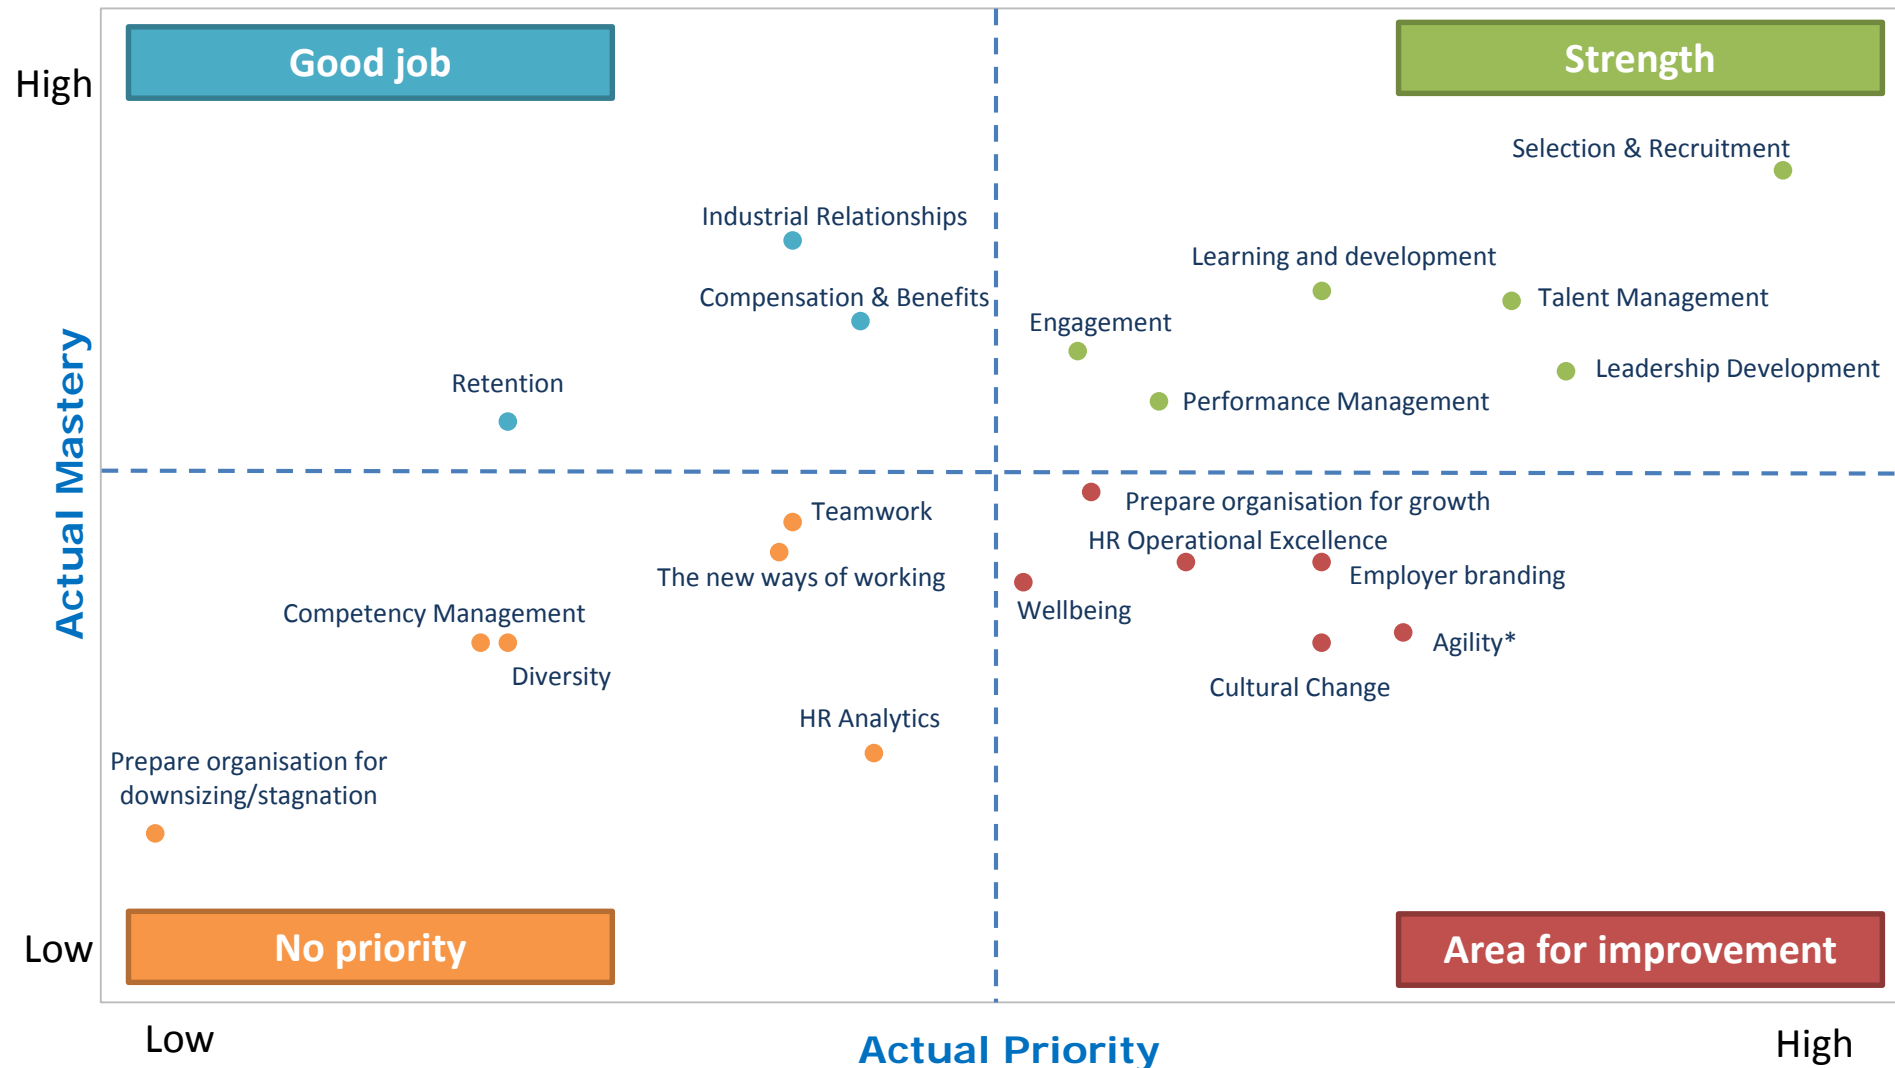 Good job
Strength
High
Selection & Recruitment
Industrial Relationships
Learning and development
Compensation & Benefits
Talent Management
Engagement
Leadership Development
Retention
Performance Management
Actual Mastery
Prepare organisation for growth
Teamwork
HR Operational Excellence
The new ways of working
Employer branding
Wellbeing
Competency Management
Agility*
Diversity
Cultural Change
HR Analytics
Prepare organisation for
downsizing/stagnation
No priority
Area for improvement
Low
Low
Actual Priority
High